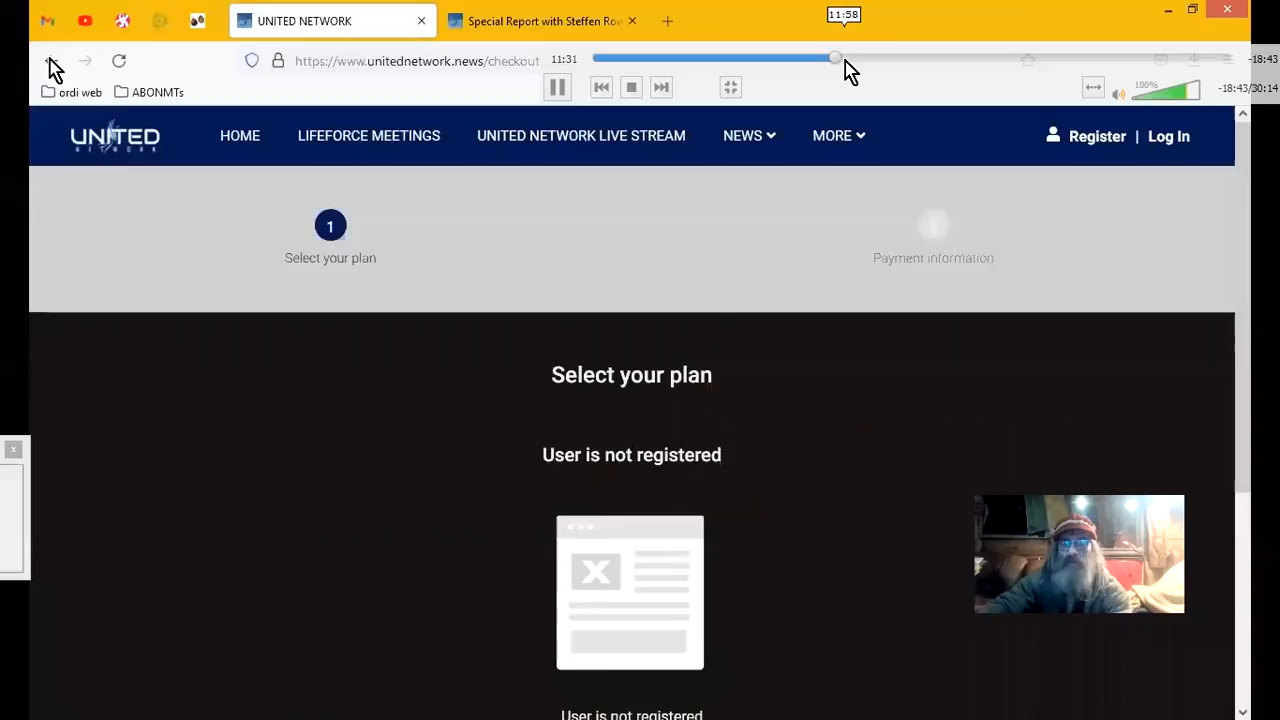 11:58
UNITED NETWORK
Special Report with Steffen Row
11:31
-18:43
https://www.unitednetwork.news/checkout
100%
-18:43/30:14
ordi web
ABONMTs
UNITED
NETWORK
HOME
LIFEFORCE MEETINGS
UNITED NETWORK LIVE STREAM
NEWS
MORE
Register | Log In
1
Select your plan
Payment information
Select your plan
User is not registered
User is not registered